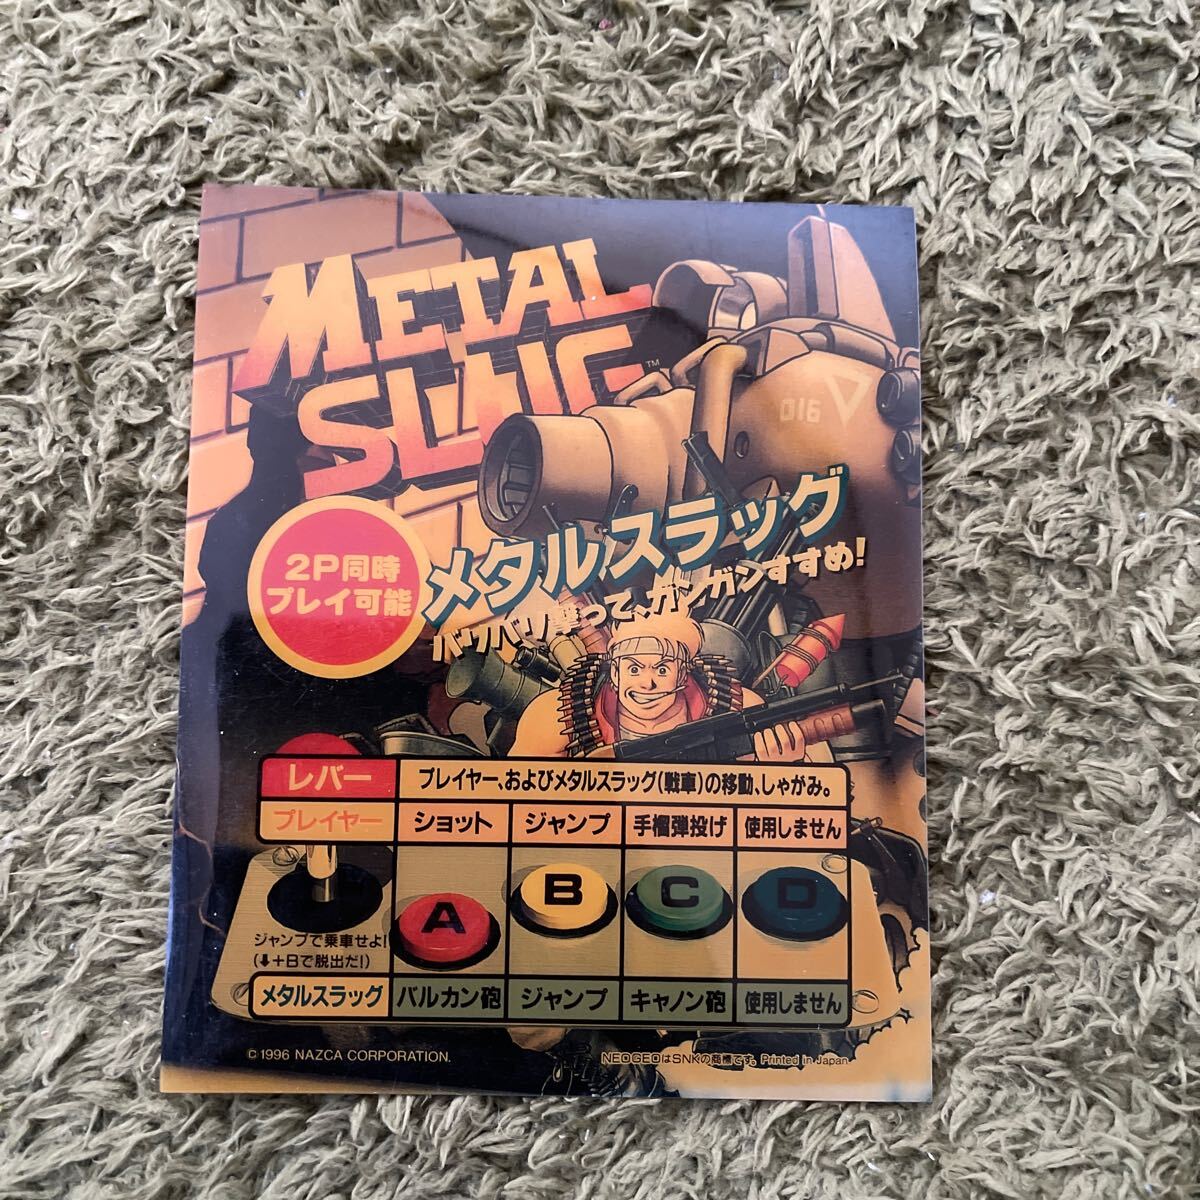 METAL
SLUG™
016
メタルスラッグ
バリバリ撃って、ガンガンすすめ!
2P同時
プレイ可能
レバー プレイヤー、およびメタルスラッグ(戦車)の移動、しゃがみ。
プレイヤー ショット ジャンプ 手榴弾投げ 使用しません
A B C D
ジャンプで乗車せよ!
(⬇+Bで脱出だ!)
メタルスラッグ バルカン砲 ジャンプ キャノン砲 使用しません
© 1996 NAZCA CORPORATION. NEOGEOはSNKの商標です。 Printed in Japan.